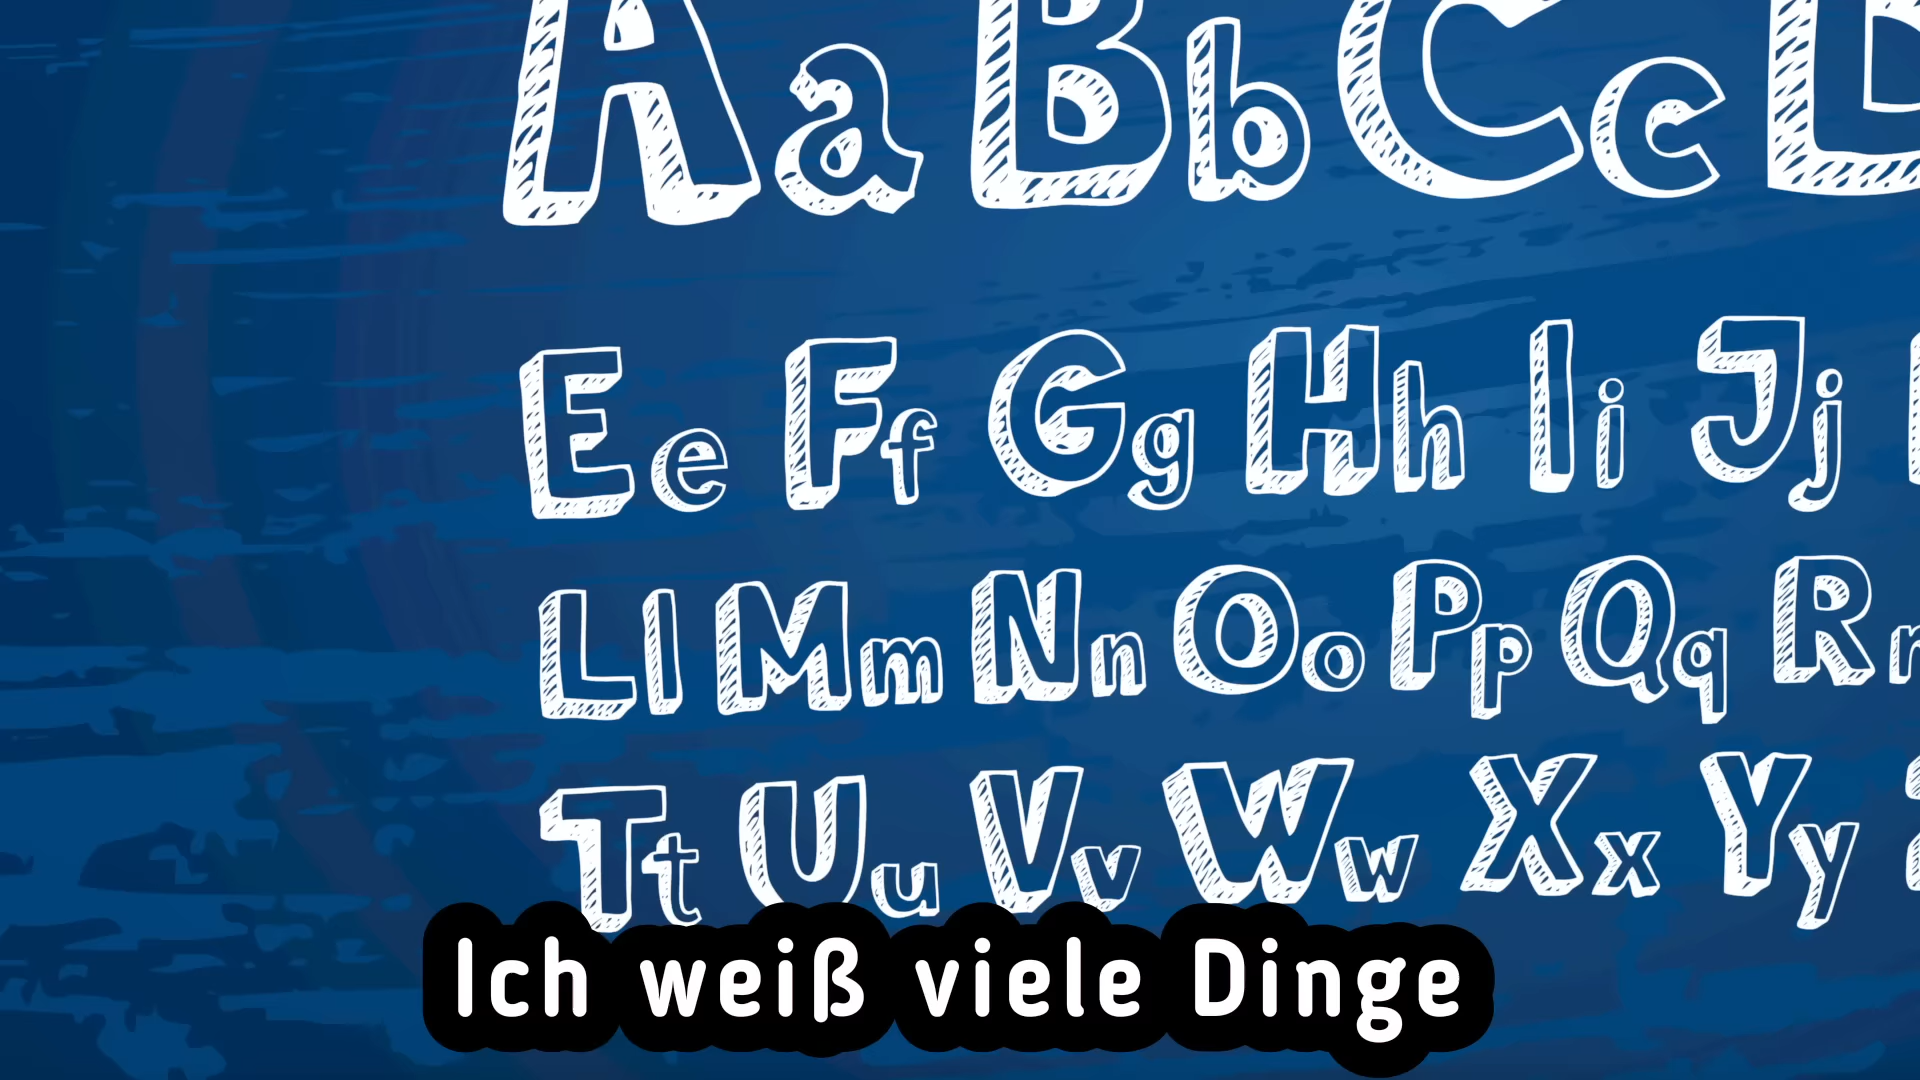 Aa Bb Cc D
Ee Ff Gg Hh Ii Jj
Ll Mm Nn Oo Pp Qq Rr
Tt Uu Vv Ww Xx Yy
Ich weiß viele Dinge